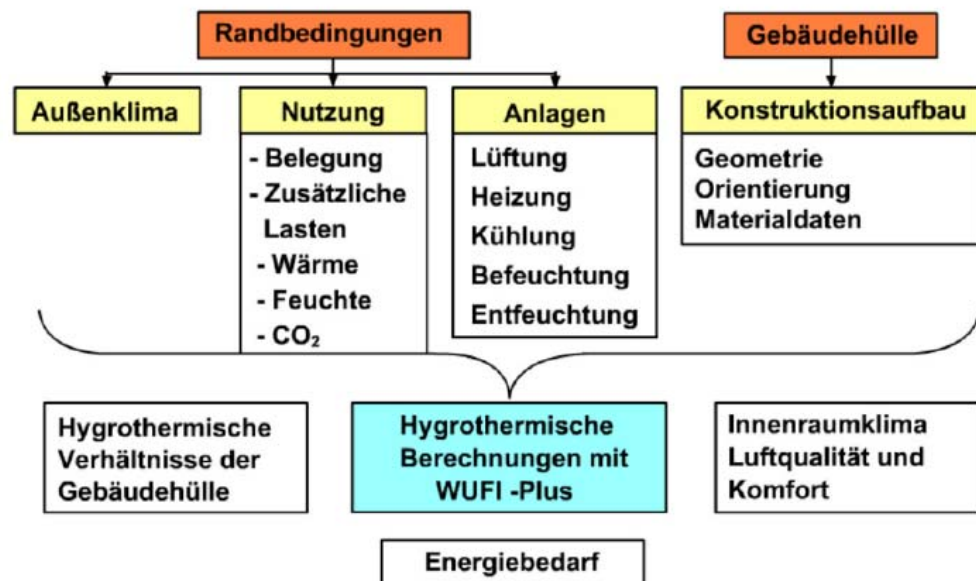 Randbedingungen
Gebäudehülle
Außenklima
Nutzung
- Belegung
- Zusätzliche
Lasten
- Wärme
- Feuchte
- CO₂
Anlagen
Lüftung
Heizung
Kühlung
Befeuchtung
Entfeuchtung
Konstruktionsaufbau
Geometrie
Orientierung
Materialdaten
Hygrothermische
Verhältnisse der
Gebäudehülle
Hygrothermische
Berechnungen mit
WUFI -Plus
Innenraumklima
Luftqualität und
Komfort
Energiebedarf